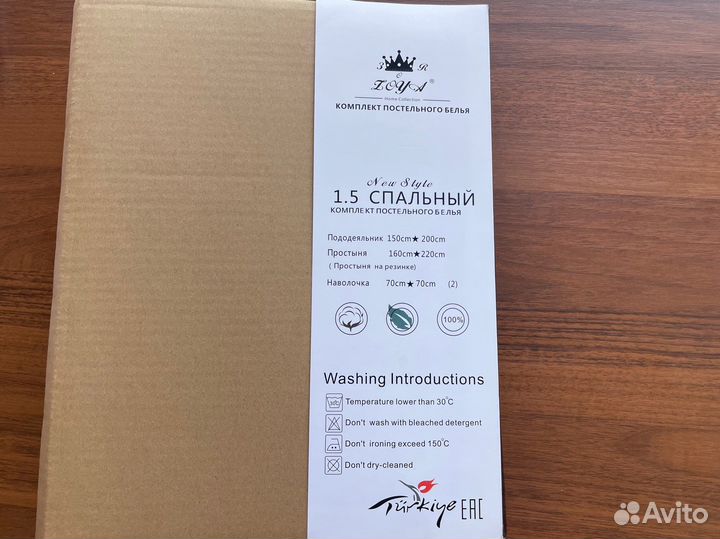 3 R
O
ZOYA®
Home Collection
КОМПЛЕКТ ПОСТЕЛЬНОГО БЕЛЬЯ
New Style
1.5 СПАЛЬНЫЙ
КОМПЛЕКТ ПОСТЕЛЬНОГО БЕЛЬЯ
Пододеяльник 150cm★200cm
Простыня 160cm★220cm
(Простыня на резинке)
Наволочка 70cm★70cm (2)
100%
Washing Introductions
Temperature lower than 30℃
Don't wash with bleached detergent
Don't ironing exceed 150℃
Don't dry-cleaned
Türkiye EAC
Avito